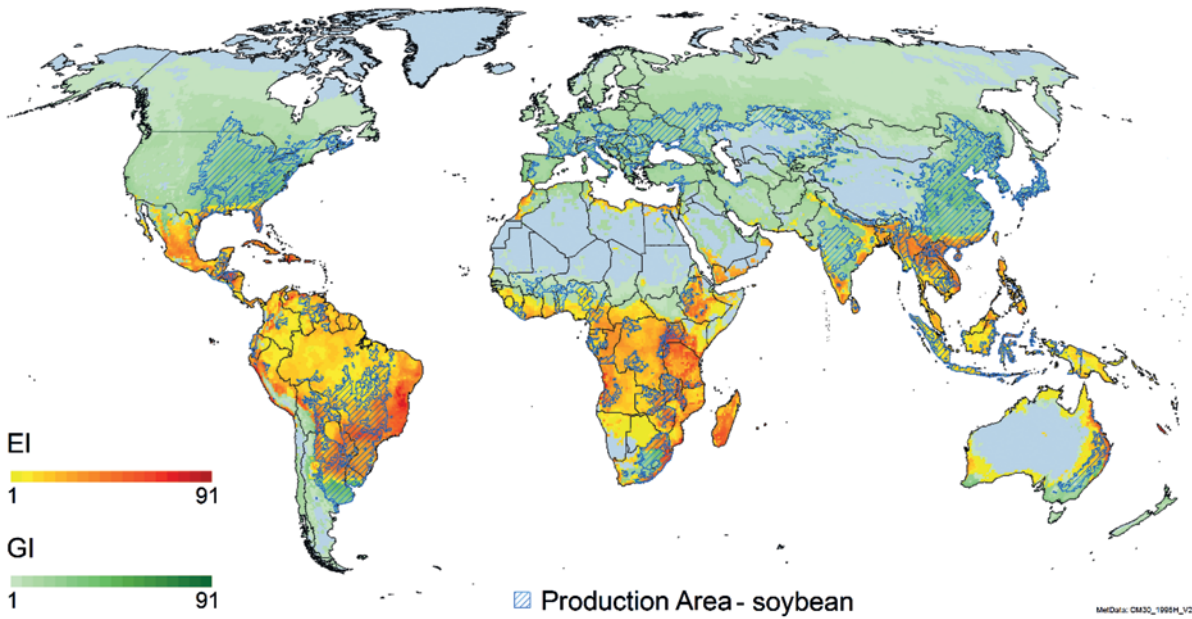 EI
1 91
GI
1 91
Production Area - soybean
MetData: CM30_1995H_V2